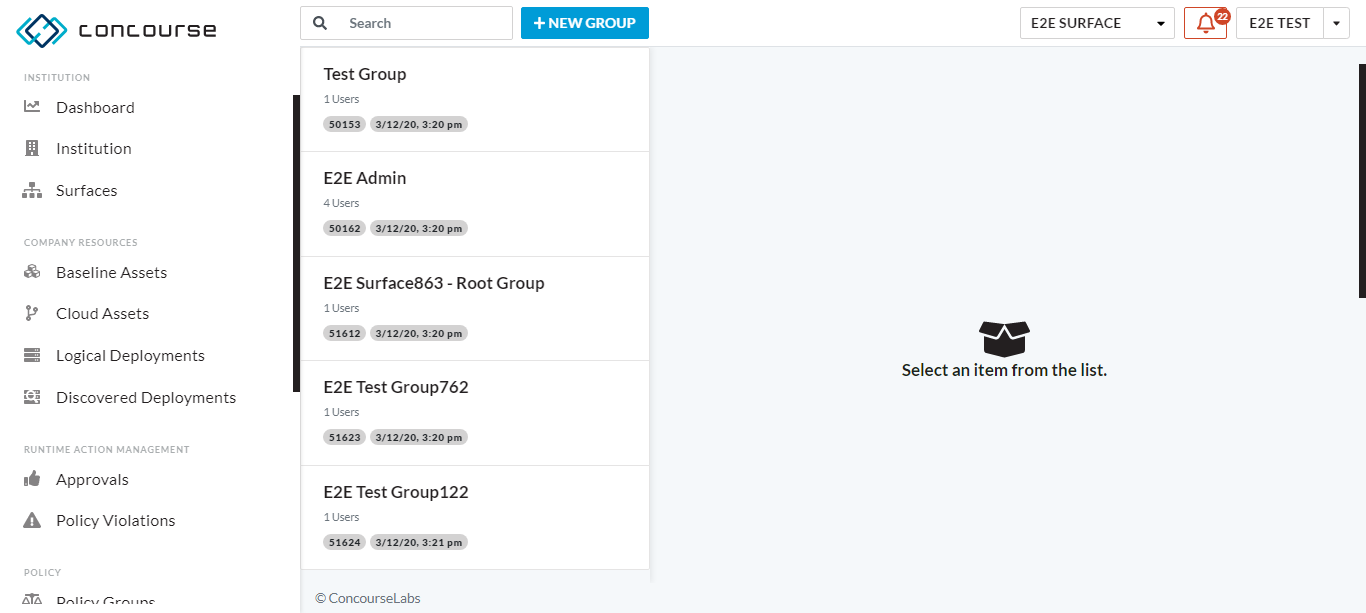 concourse
INSTITUTION
Dashboard
Institution
Surfaces
COMPANY RESOURCES
Baseline Assets
Cloud Assets
Logical Deployments
Discovered Deployments
RUNTIME ACTION MANAGEMENT
Approvals
Policy Violations
POLICY
Policy Groups
Search
+ NEW GROUP
E2E SURFACE
22
E2E TEST
Test Group
1 Users
50153 3/12/20, 3:20 pm
E2E Admin
4 Users
50162 3/12/20, 3:20 pm
E2E Surface863 - Root Group
1 Users
51612 3/12/20, 3:20 pm
E2E Test Group762
1 Users
51623 3/12/20, 3:20 pm
E2E Test Group122
1 Users
51624 3/12/20, 3:21 pm
© ConcourseLabs
Select an item from the list.